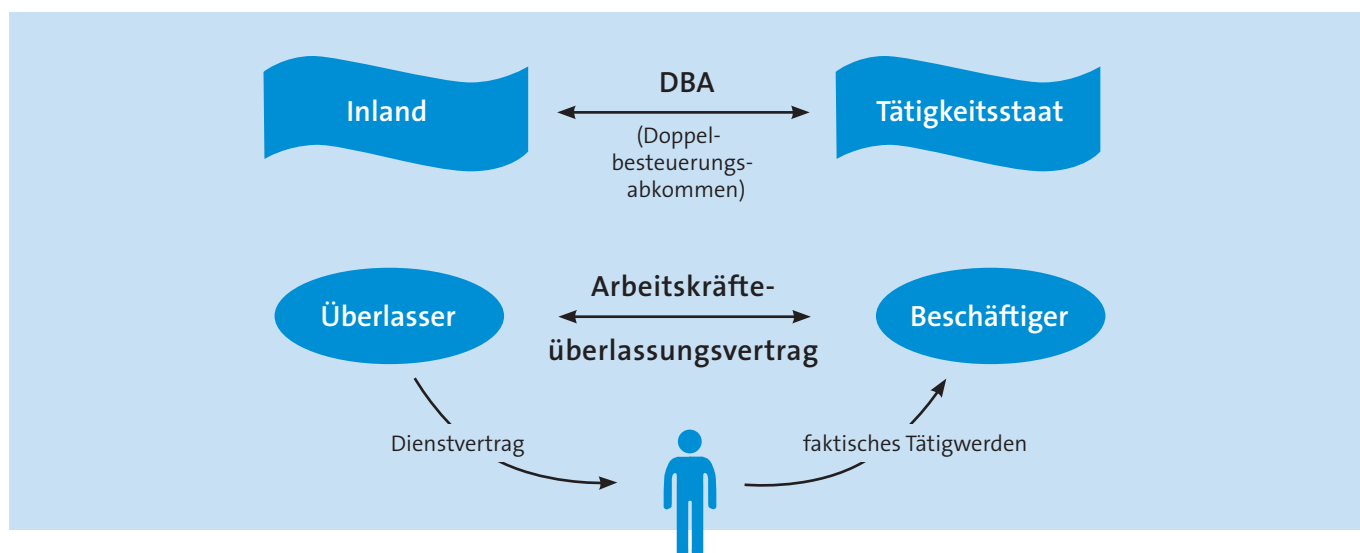 Inland
DBA
(Doppel-
besteuerungs-
abkommen)
Tätigkeitsstaat
Überlasser
Arbeitskräfte-
überlassungsvertrag
Beschäftiger
Dienstvertrag
faktisches Tätigwerden